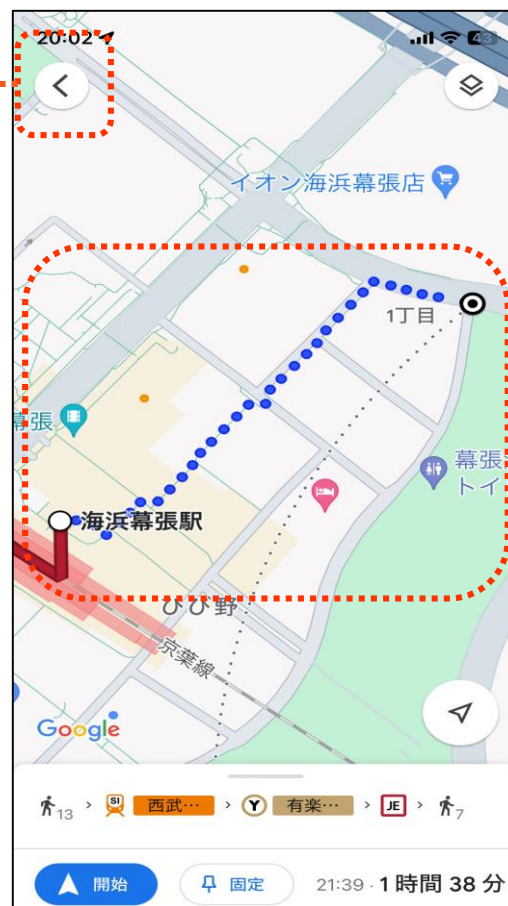 20:02
43
イオン海浜幕張店
1丁目
幕張
幕張
トイ
海浜幕張駅
ひび野
京葉線
Google
13
SI
西武…
Y
有楽…
JE
7
開始
固定
21:39 · 1 時間 38 分